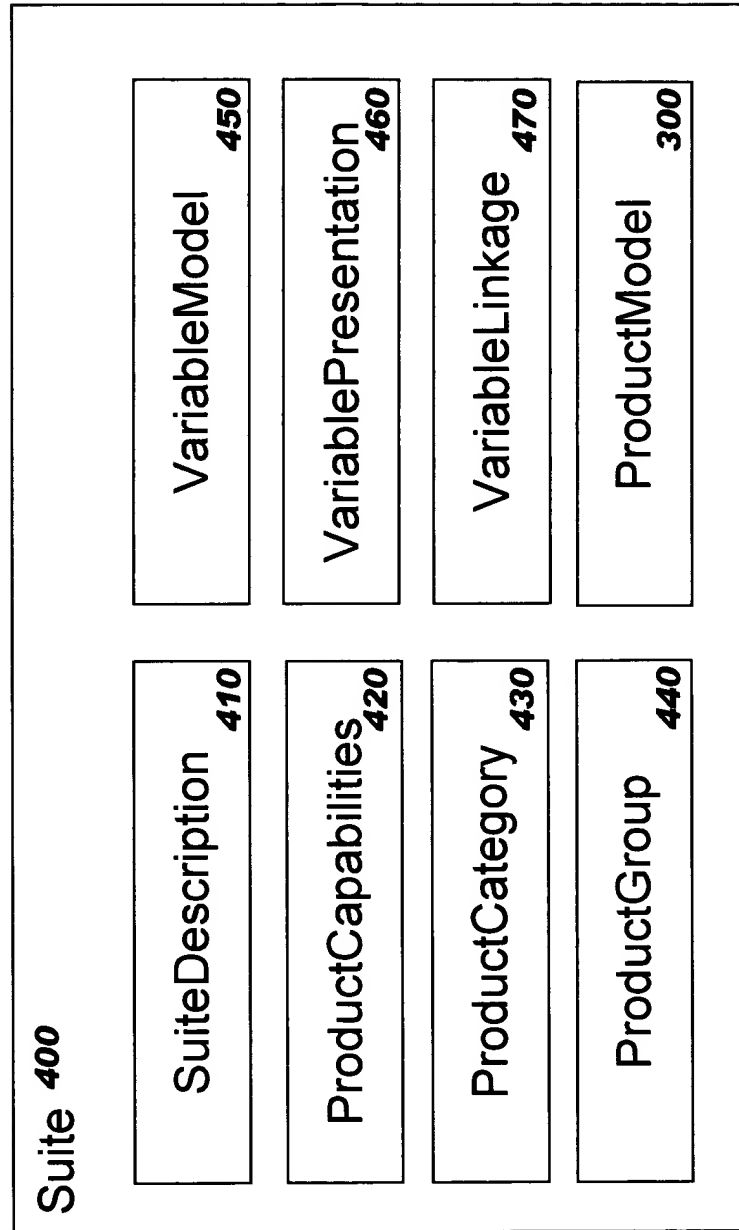 Suite 400
SuiteDescription
410
ProductCapabilities
420
ProductCategory
430
ProductGroup
440
VariableModel
450
VariablePresentation
460
VariableLinkage
470
ProductModel
300